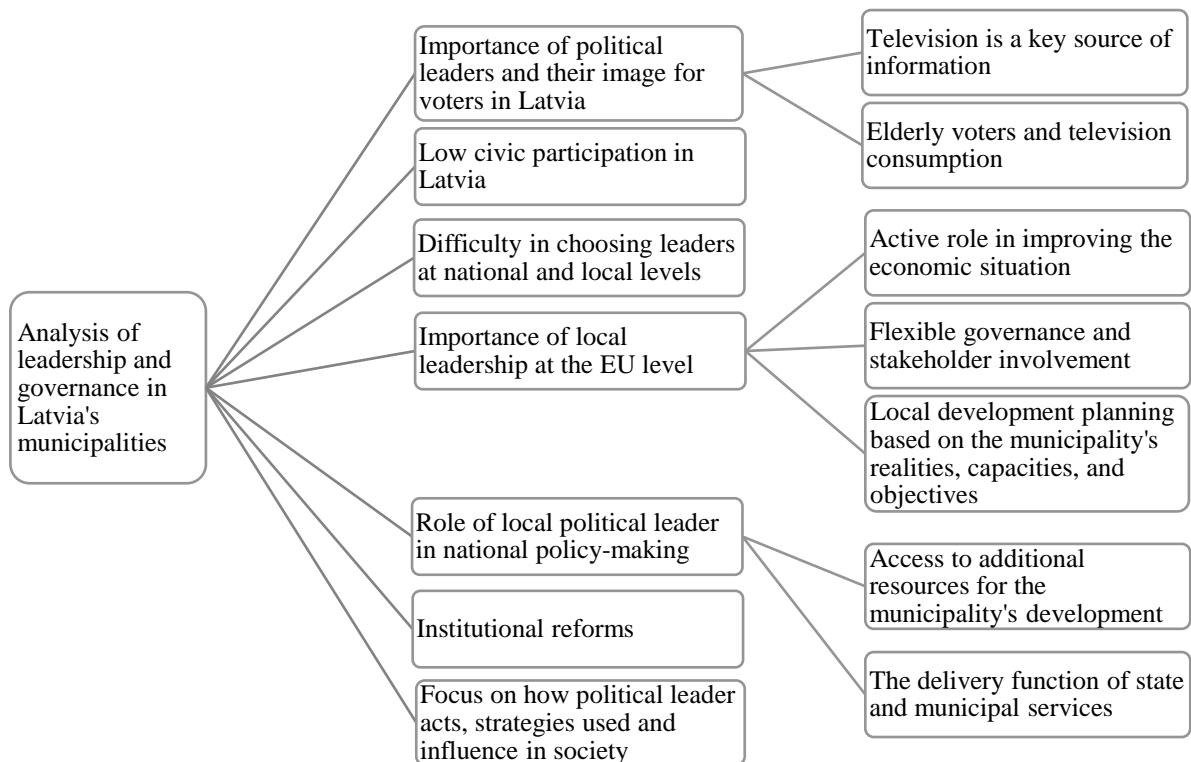 Analysis of
leadership and
governance in
Latvia's
municipalities
Importance of political
leaders and their image for
voters in Latvia
Television is a key source of
information
Elderly voters and television
consumption
Low civic participation in
Latvia
Difficulty in choosing leaders
at national and local levels
Importance of local
leadership at the EU level
Active role in improving the
economic situation
Flexible governance and
stakeholder involvement
Local development planning
based on the municipality's
realities, capacities, and
objectives
Role of local political leader
in national policy-making
Access to additional
resources for the
municipality's development
The delivery function of state
and municipal services
Institutional reforms
Focus on how political leader
acts, strategies used and
influence in society